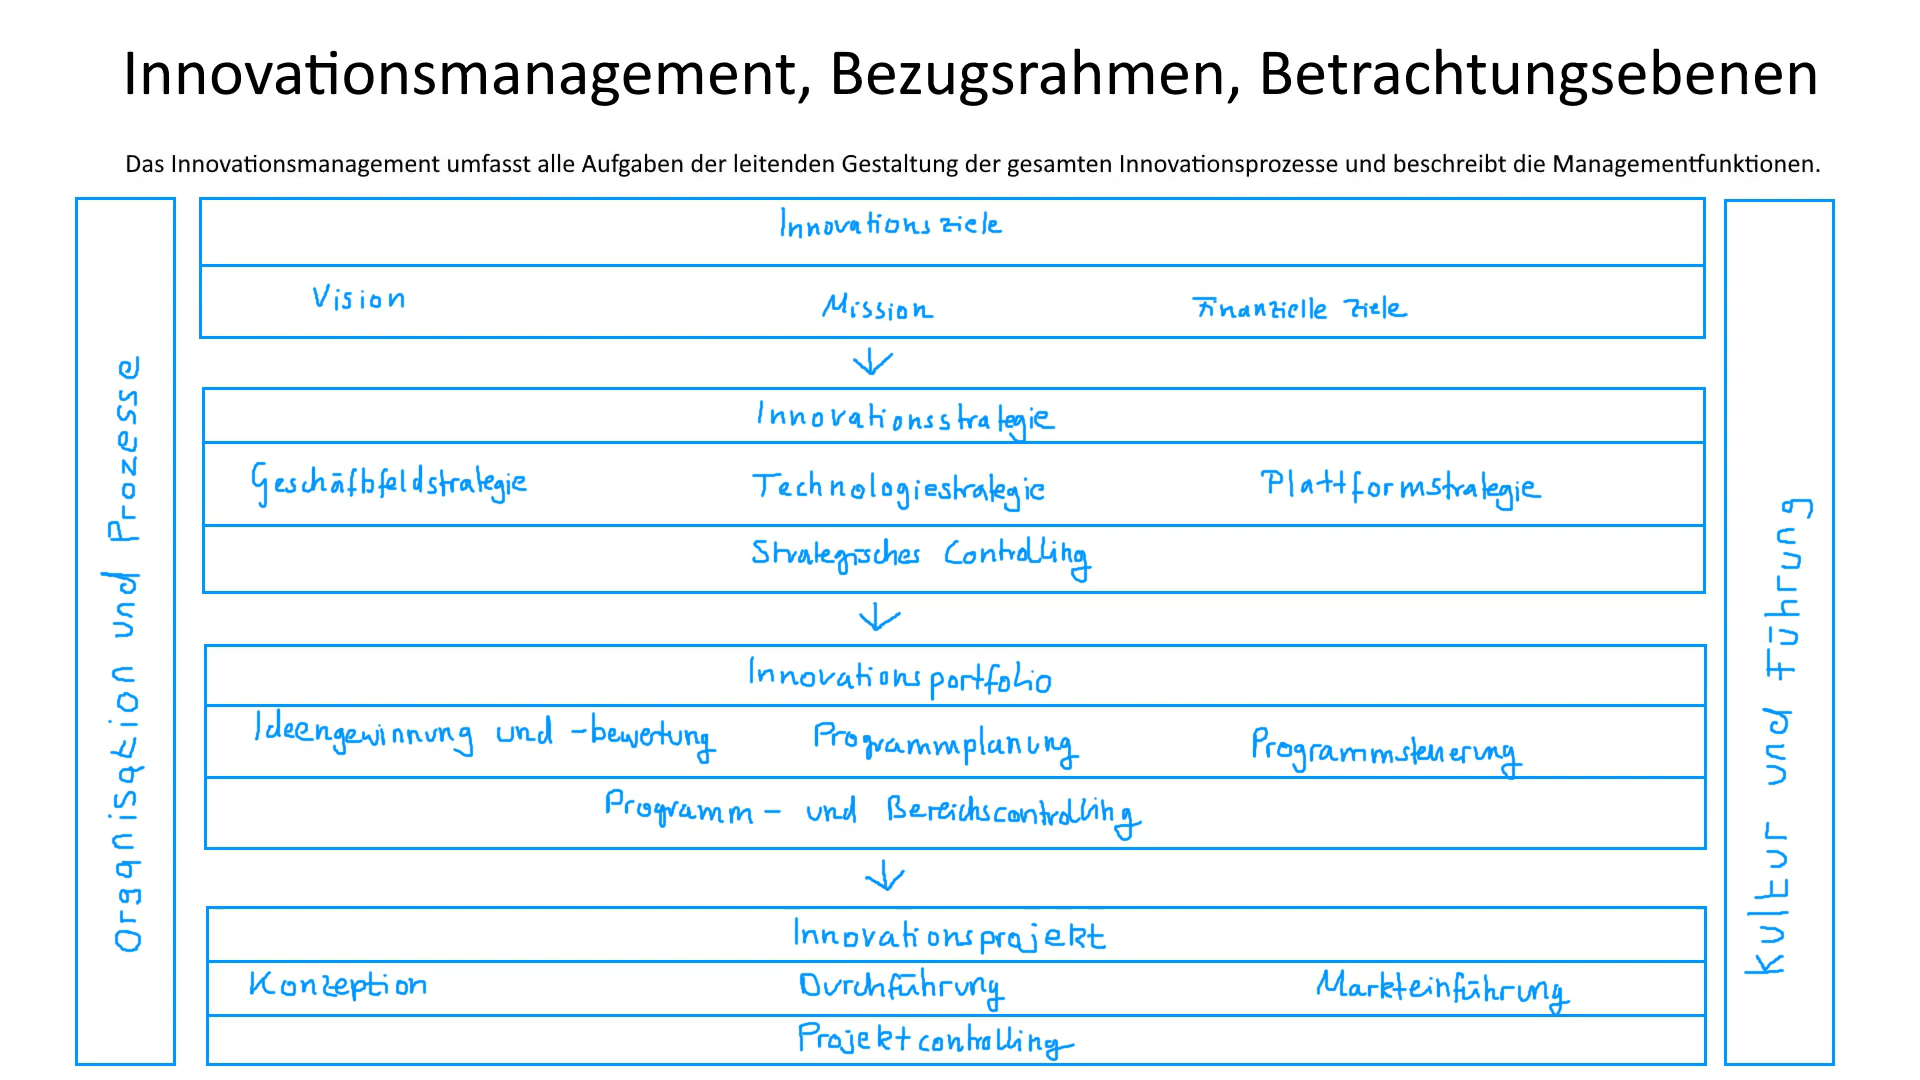 Innovationsmanagement, Bezugsrahmen, Betrachtungsebenen
Das Innovationsmanagement umfasst alle Aufgaben der leitenden Gestaltung der gesamten Innovationsprozesse und beschreibt die Managementfunktionen.
Organisation und Prozesse
Innovationsziele
Vision Mission Finanzielle Ziele
Innovationsstrategie
Geschäftsfeldstrategie Technologiestrategie Plattformstrategie
Strategisches Controlling
Innovationsportfolio
Ideengewinnung und -bewertung Programmplanung Programmsteuerung
Programm- und Bereichscontrolling
Innovationsprojekt
Konzeption Durchführung Markteinführung
Projektcontrolling
Kultur und Führung